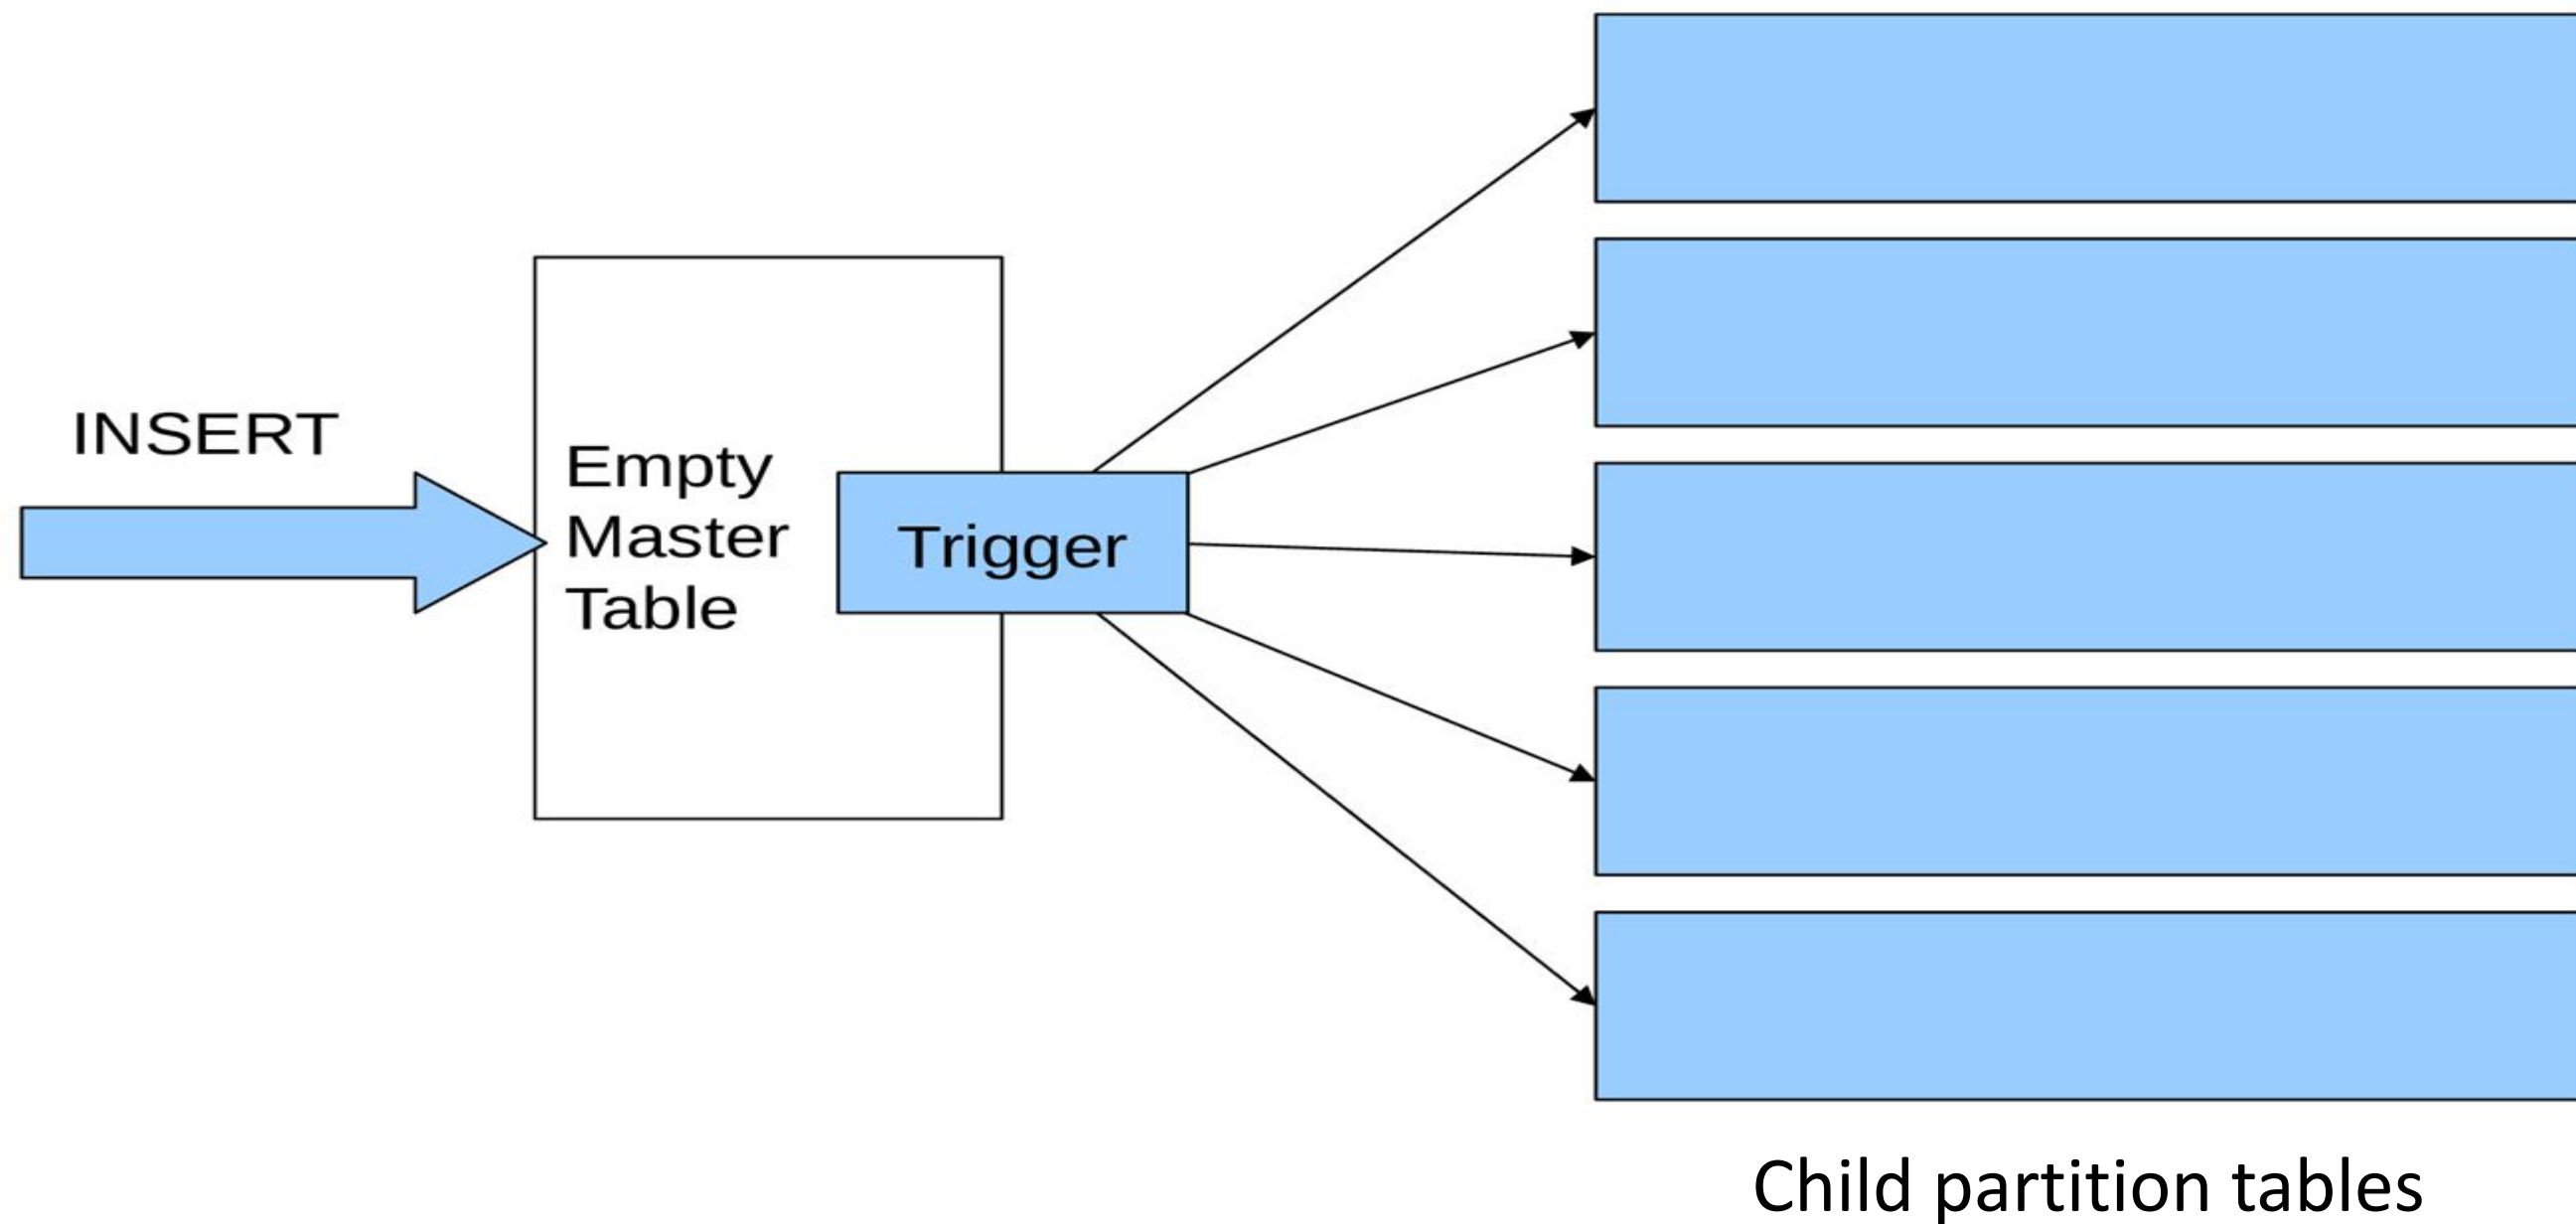 INSERT
Empty
Master
Table
Trigger
Child partition tables